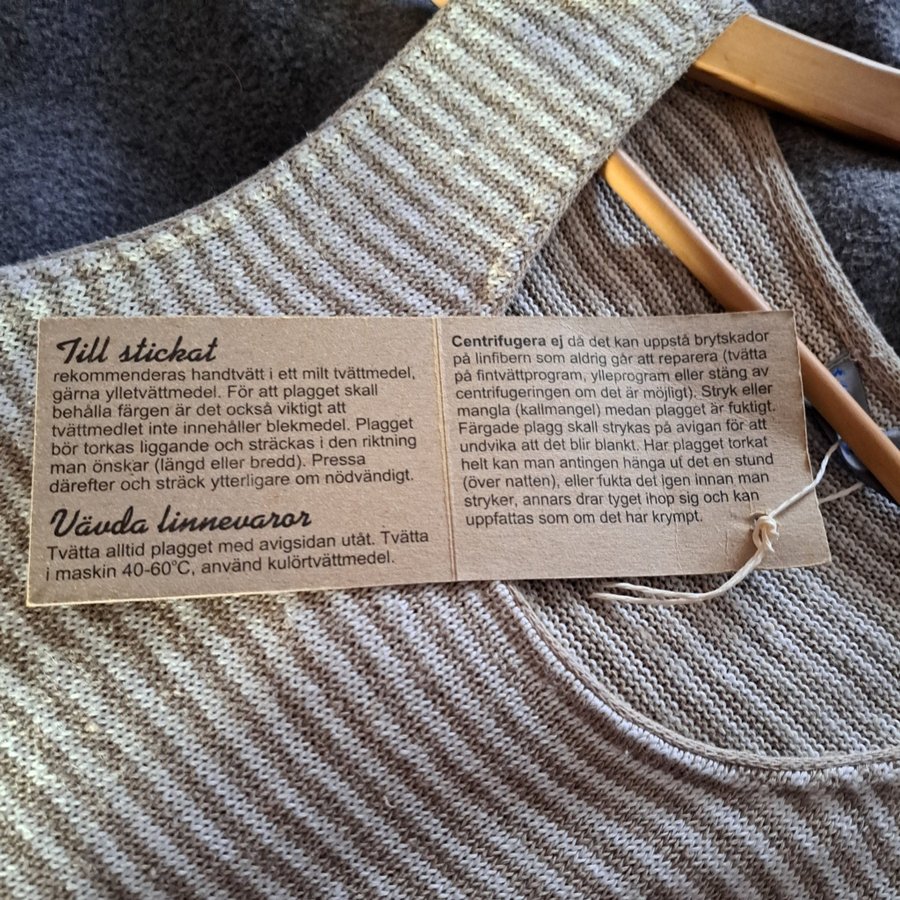 Till stickat
rekommenderas handtvätt i ett milt tvättmedel,
gärna ylletvättmedel. För att plagget skall
behålla färgen är det också viktigt att
tvättmedlet inte innehåller blekmedel. Plagget
bör torkas liggande och sträckas i den riktning
man önskar (längd eller bredd). Pressa
därefter och sträck ytterligare om nödvändigt.
Vävda linnevaror
Tvätta alltid plagget med avigsidan utåt. Tvätta
i maskin 40-60°C, använd kulörtvättmedel.
Centrifugera ej då det kan uppstå brytskador
på linfibern som aldrig går att reparera (tvätta
på fintvättprogram, ylleprogram eller stäng av
centrifugeringen om det är möjligt). Stryk eller
mangla (kallmangel) medan plagget är fuktigt.
Färgade plagg skall strykas på avigan för att
undvika att det blir blankt. Har plagget torkat
helt kan man antingen hänga ut det en stund
(över natten), eller fukta det igen innan man
stryker, annars drar tyget ihop sig och kan
uppfattas som om det har krympt.